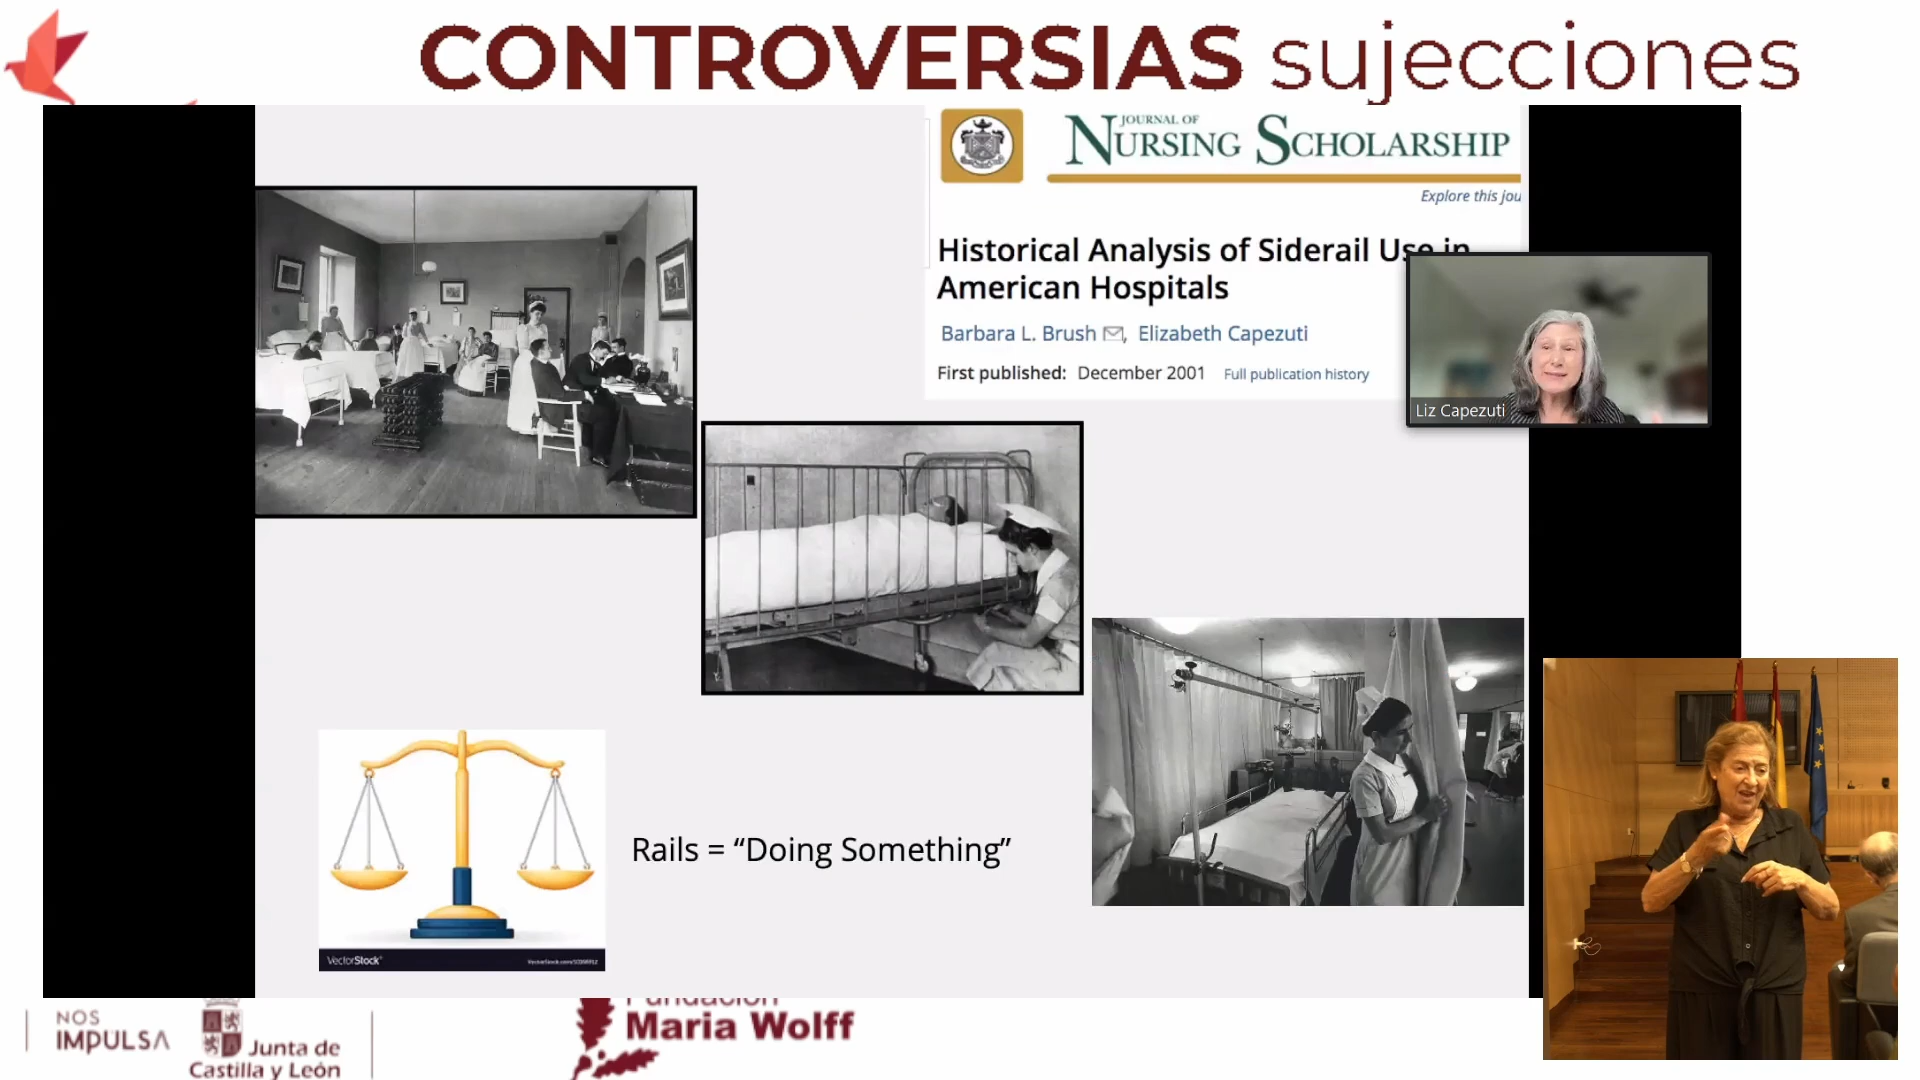 CONTROVERSIAS sujecciones
JOURNAL OF
NURSING SCHOLARSHIP
Explore this jou
Historical Analysis of Siderail Use in
American Hospitals
Barbara L. Brush , Elizabeth Capezuti
First published: December 2001 Full publication history
Liz Capezuti
Rails = “Doing Something”
VectorStock®
NOS
IMPULSA
Junta de
Castilla y León
Fundación
Maria Wolff